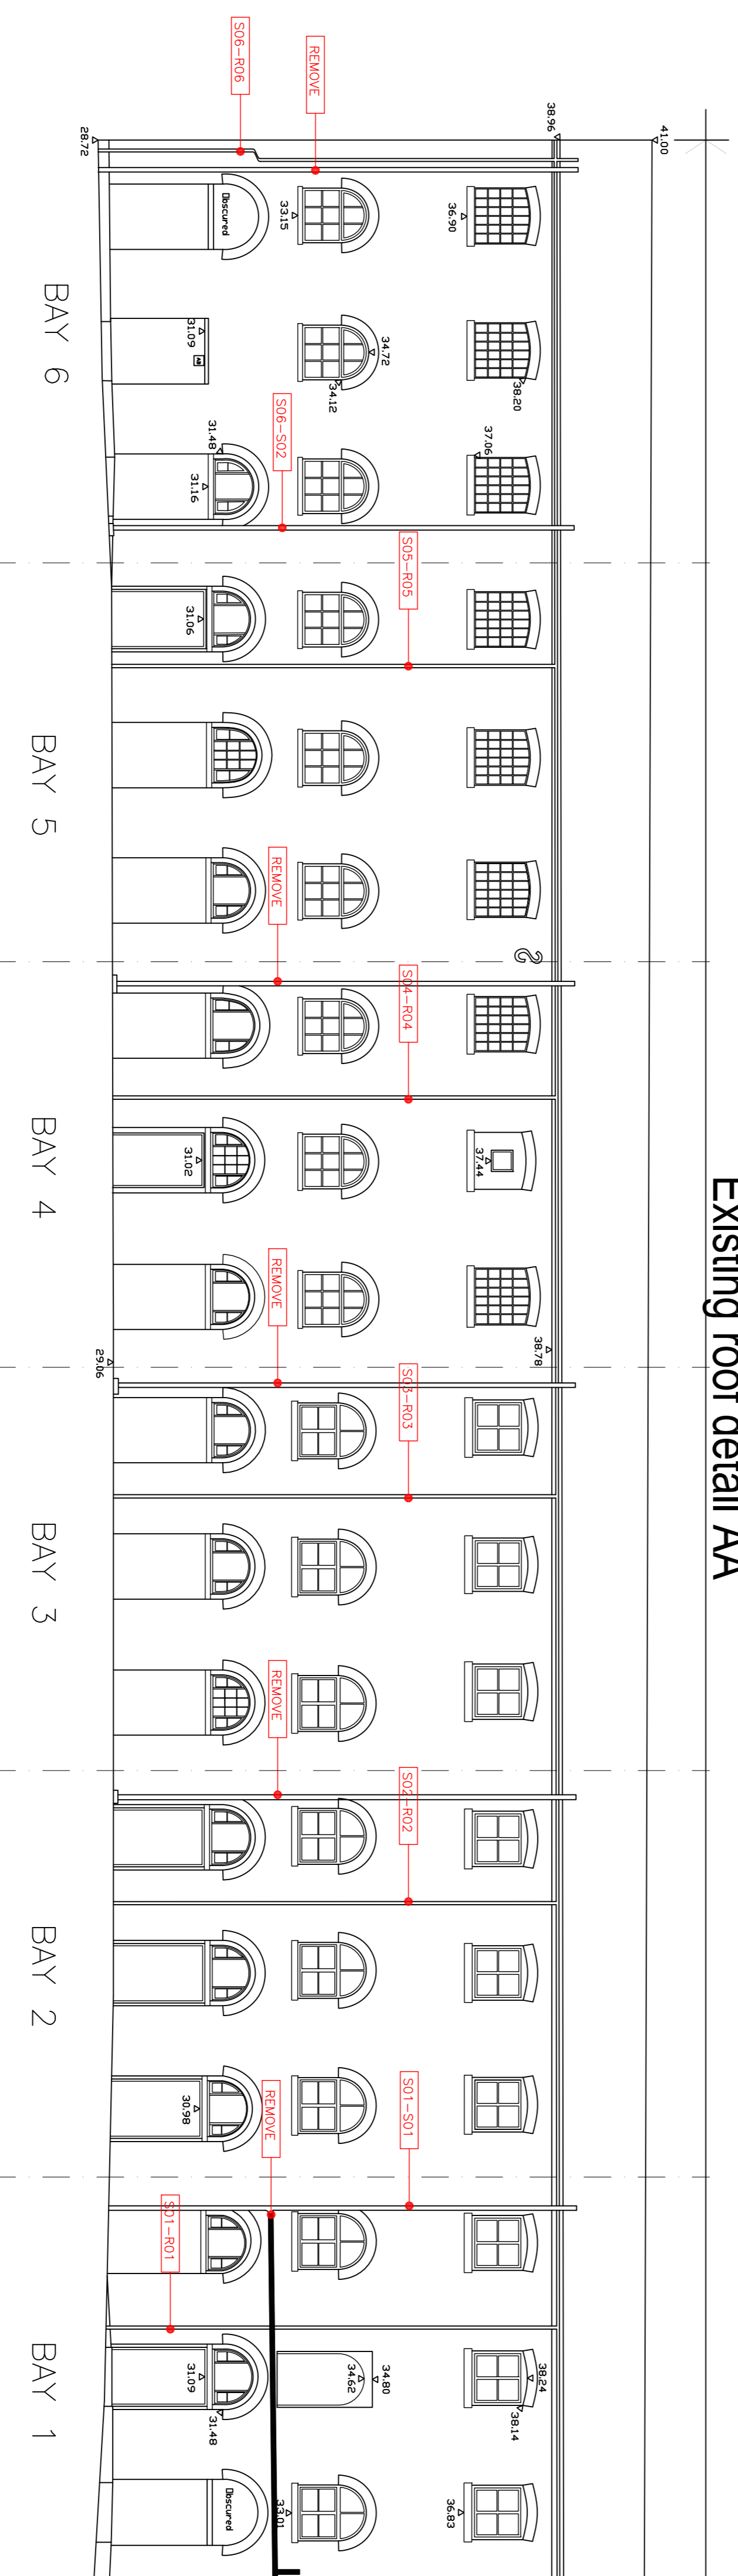 Existing roof detail AA
41.00
38.96
28.72
S06-R06
REMOVE
36.90
33.15
Obscured
38.20
34.72
34.12
31.09
37.06
S06-S02
31.48
31.16
BAY 6
S05-R05
31.06
BAY 5
REMOVE
S04-R04
37.44
31.02
BAY 4
REMOVE
38.78
29.06
S03-R03
BAY 3
REMOVE
S02-R02
BAY 2
30.98
S01-S01
REMOVE
S01-R01
38.24
38.14
34.80
34.62
31.09
31.48
BAY 1
36.83
33.01
Obscured